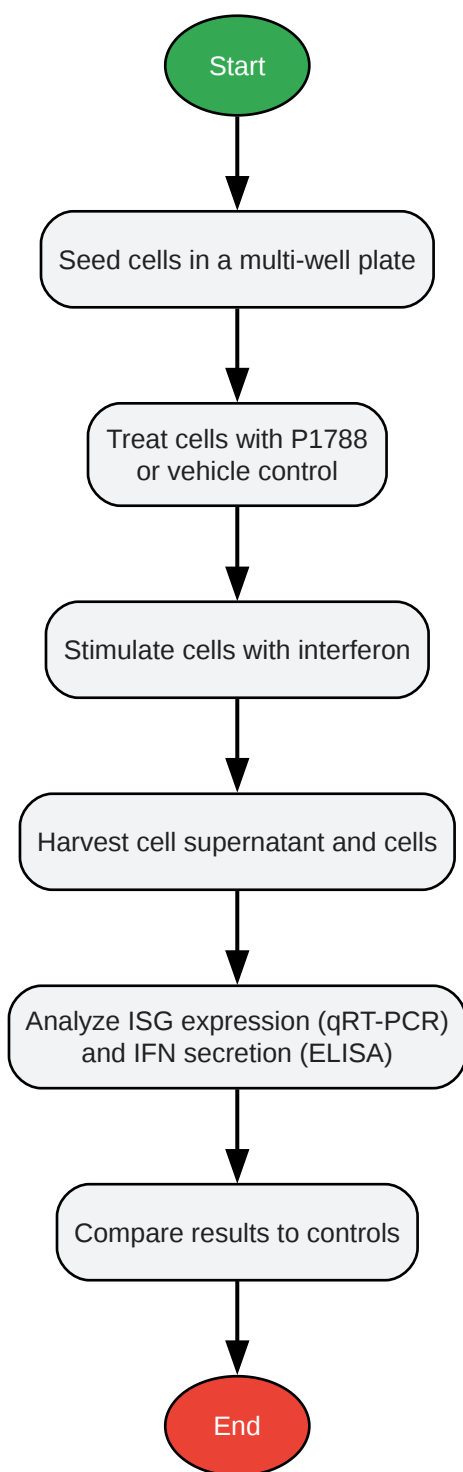 Start
Seed cells in a multi-well plate
Treat cells with P1788
or vehicle control
Stimulate cells with interferon
Harvest cell supernatant and cells
Analyze ISG expression (qRT-PCR)
and IFN secretion (ELISA)
Compare results to controls
End